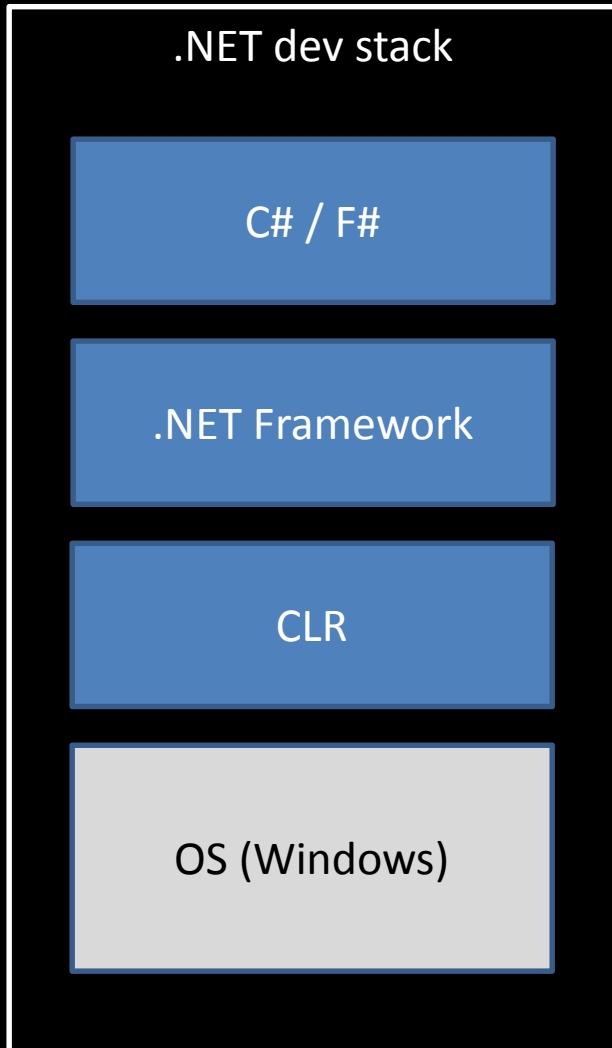 .NET dev stack
C# / F#
.NET Framework
CLR
OS (Windows)